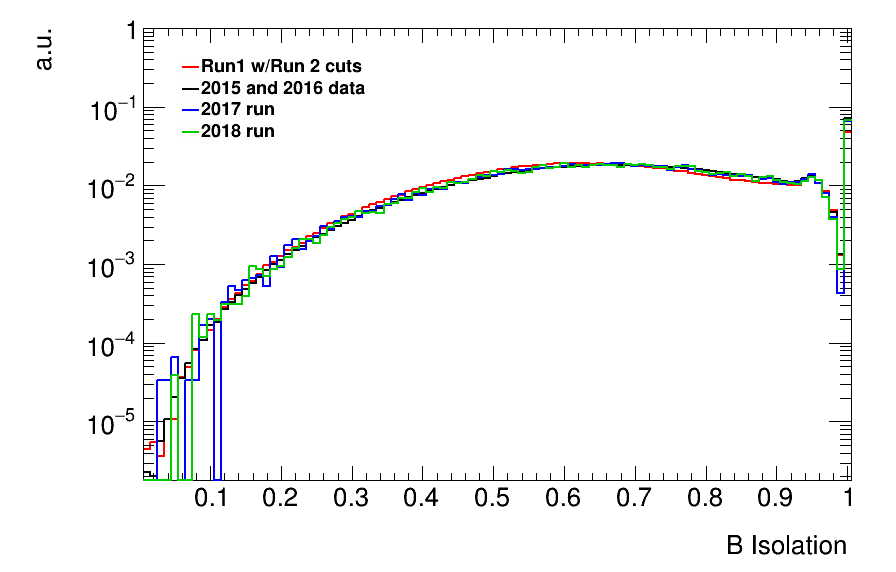 a.u.
1
10⁻¹
10⁻²
10⁻³
10⁻⁴
10⁻⁵
Run1 w/Run 2 cuts
2015 and 2016 data
2017 run
2018 run
0.1 0.2 0.3 0.4 0.5 0.6 0.7 0.8 0.9 1
B Isolation